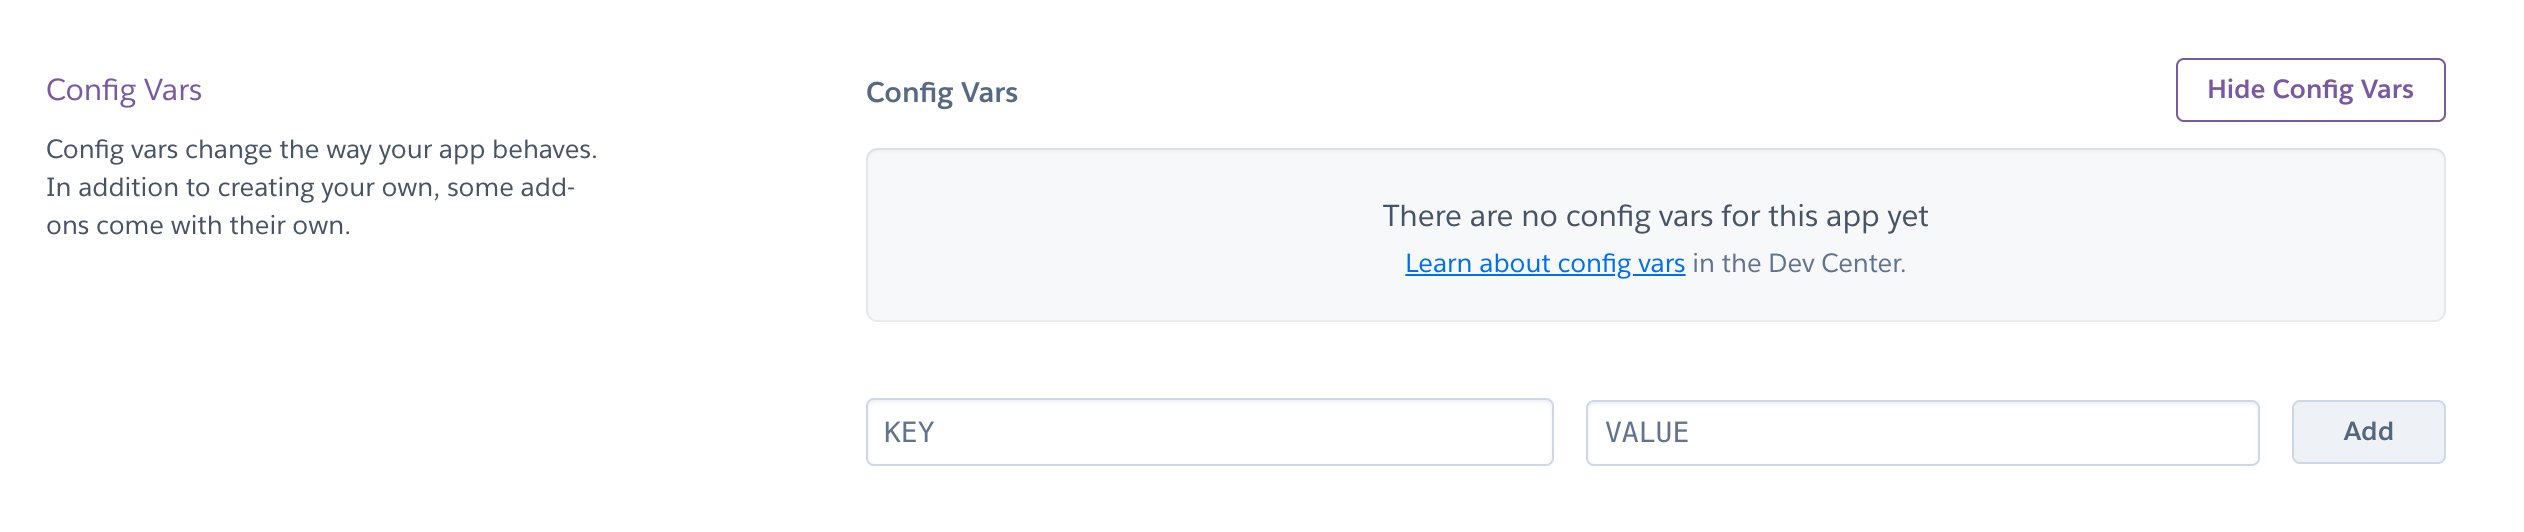 Config Vars
Config vars change the way your app behaves.
In addition to creating your own, some add-
ons come with their own.
Config Vars
Hide Config Vars
There are no config vars for this app yet
Learn about config vars in the Dev Center.
KEY
VALUE
Add